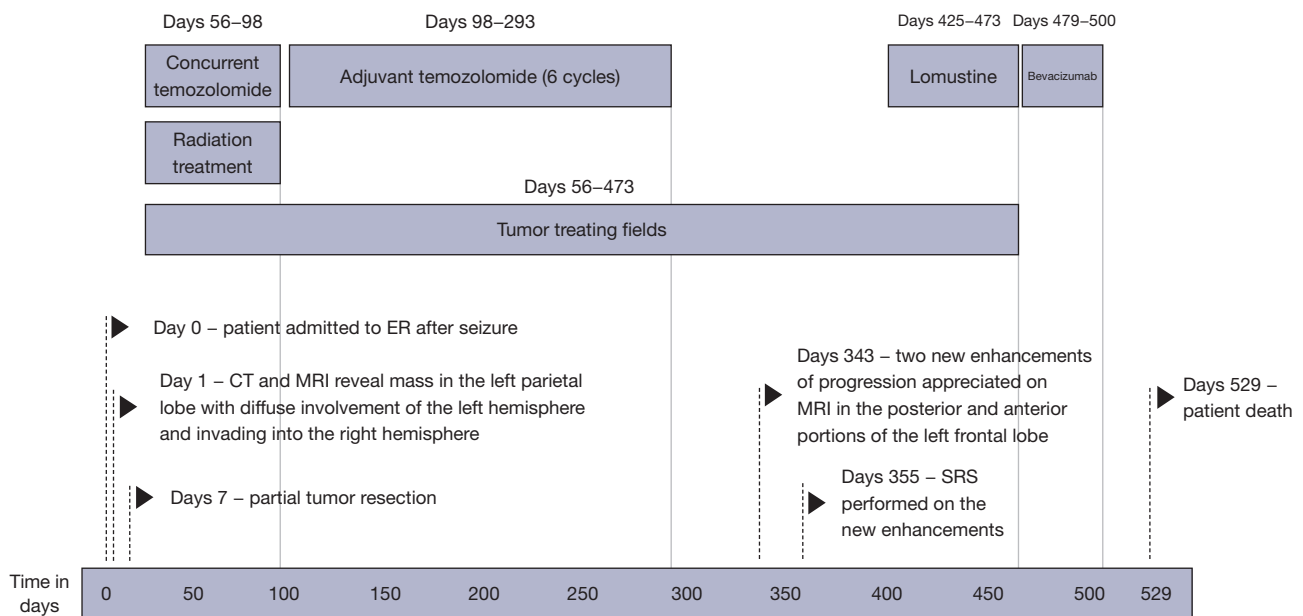 Days 56–98
Days 98–293
Days 425–473
Days 479–500
Concurrent
temozolomide
Adjuvant temozolomide (6 cycles)
Lomustine
Bevacizumab
Radiation
treatment
Days 56–473
Tumor treating fields
Day 0 – patient admitted to ER after seizure
Day 1 – CT and MRI reveal mass in the left parietal
lobe with diffuse involvement of the left hemisphere
and invading into the right hemisphere
Days 7 – partial tumor resection
Days 343 – two new enhancements
of progression appreciated on
MRI in the posterior and anterior
portions of the left frontal lobe
Days 355 – SRS
performed on the
new enhancements
Days 529 –
patient death
Time in
days
0 50 100 150 200 250 300 350 400 450 500 529